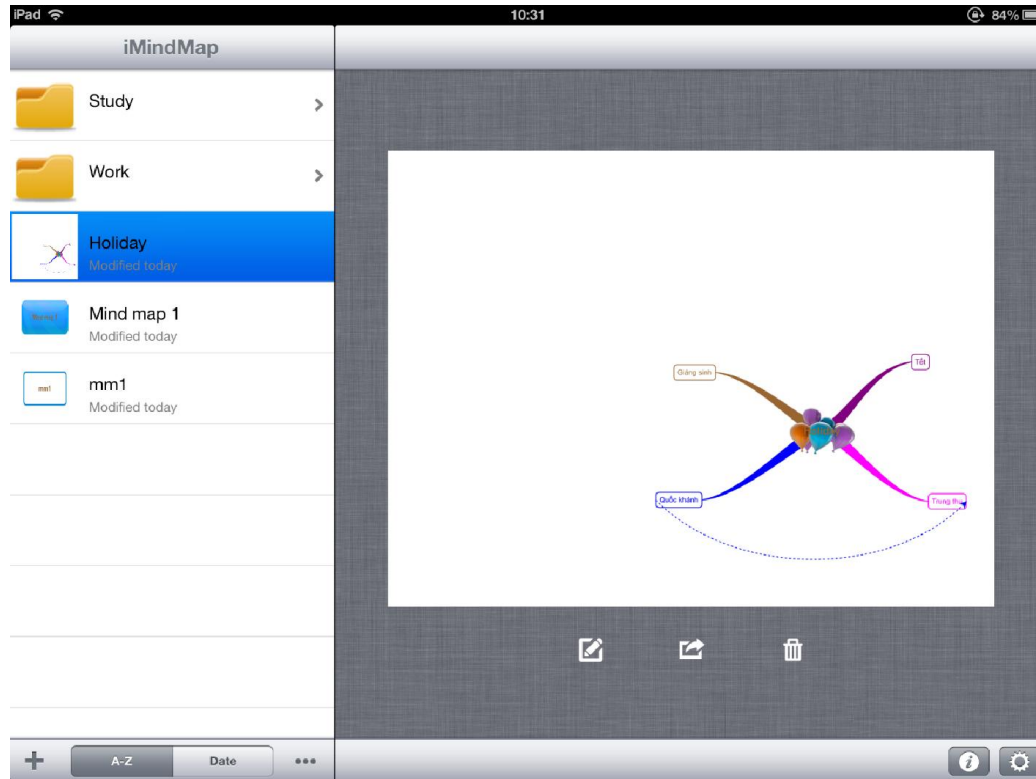 iPad 10:31 84%
iMindMap
Study
Work
Holiday
Modified today
Mind map 1
Modified today
mm1
mm1
Modified today
Giáng sinh
Tết
Quốc khánh
Trung thu
A-Z
Date